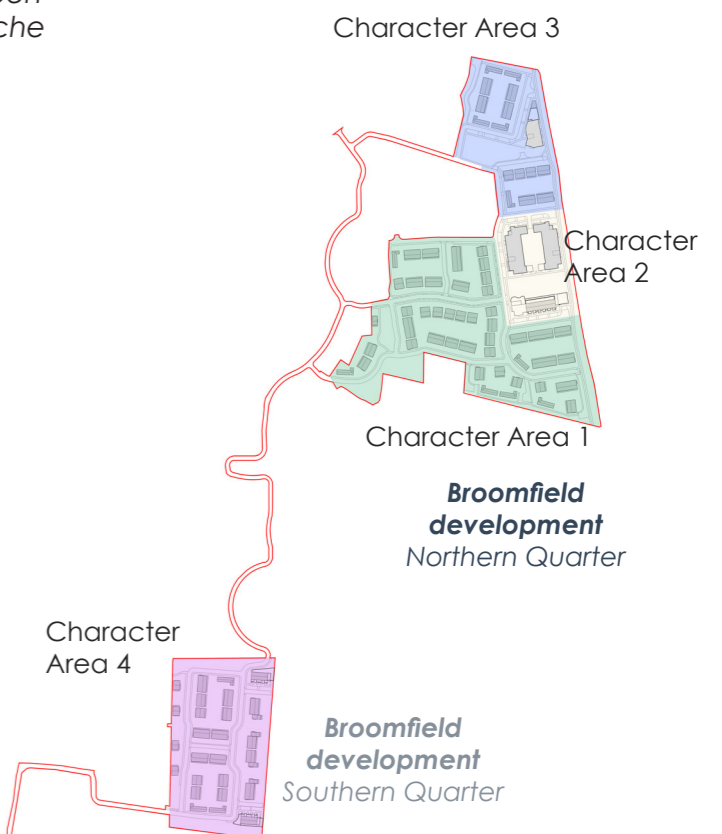 Character Area 3
Character
Area 2
Character Area 1
Broomfield
development
Northern Quarter
Character
Area 4
Broomfield
development
Southern Quarter